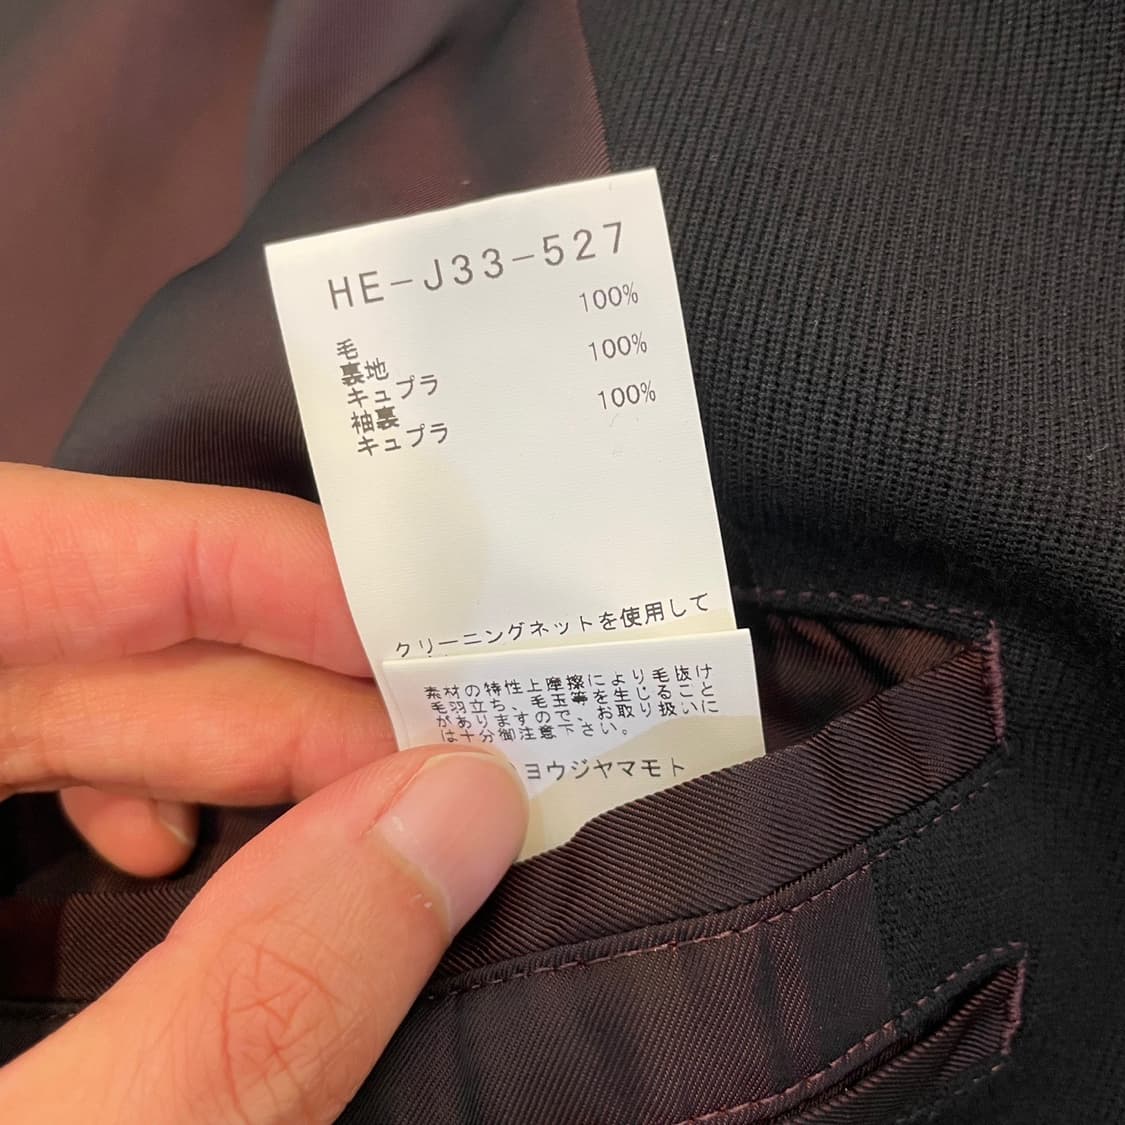 HE-J33-527
毛 100%
裏地
キュプラ 100%
袖裏
キュプラ 100%
クリーニングネットを使用して
素材の特性上摩擦により毛抜け
毛羽立ち、毛玉等を生じること
がありますので、お取り扱いに
は十分御注意下さい。
ヨウジヤマモト